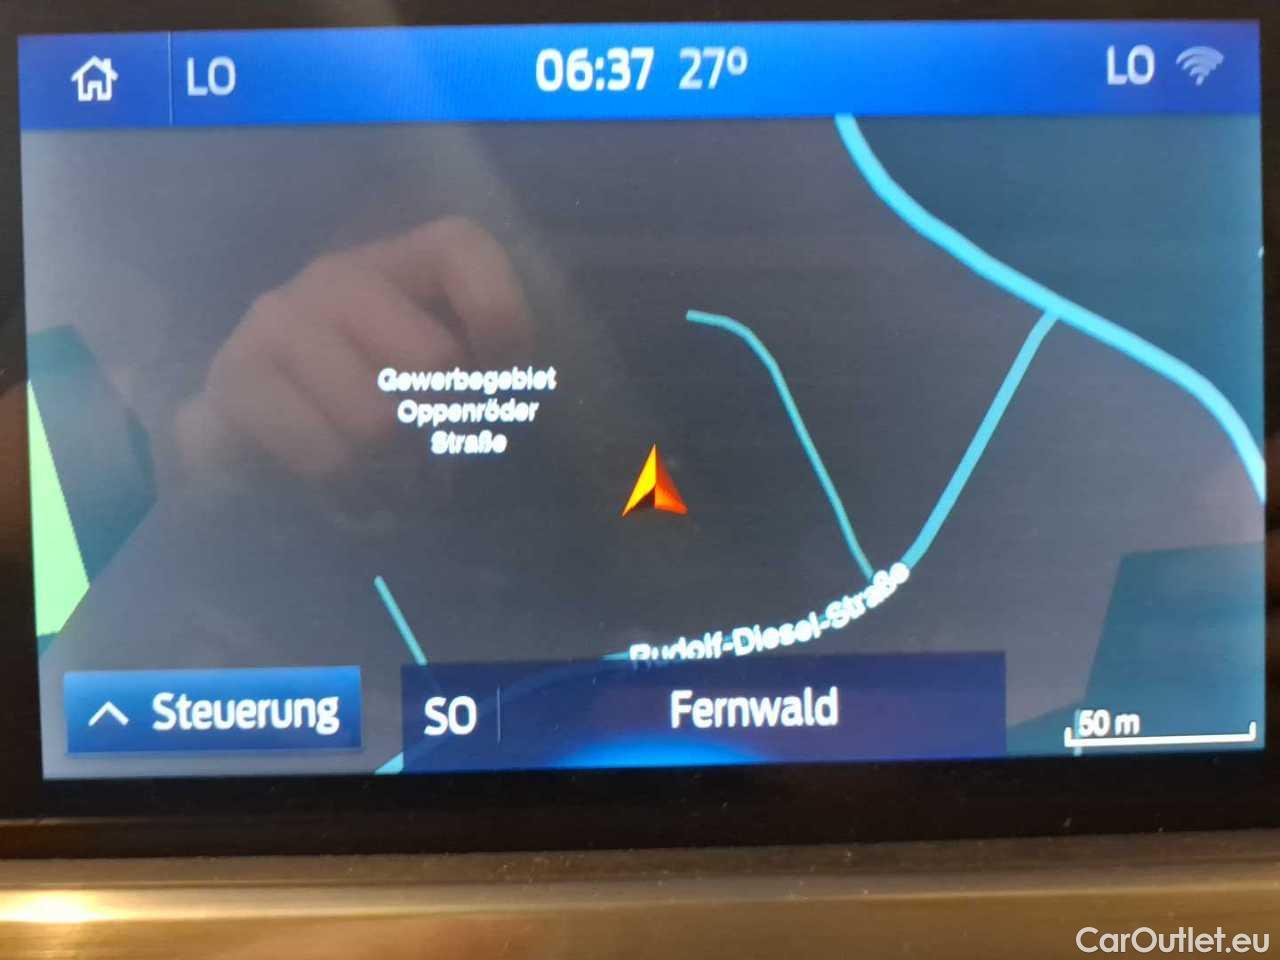 LO 06:37 27° LO
Gewerbegebiet
Oppenröder
Straße
Rudolf-Diesel-Straße
Steuerung SO Fernwald 50 m
CarOutlet.eu